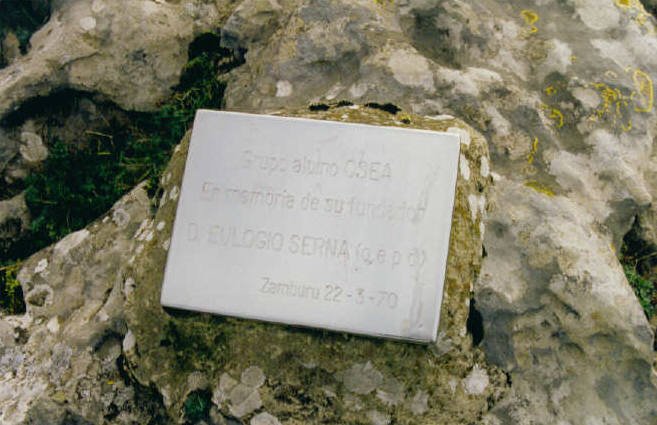 Grupo alpino OSEA
En memoria de su fundador
D. EULOGIO SERNA (q.e.p.d)
Zamburu 22-3-70